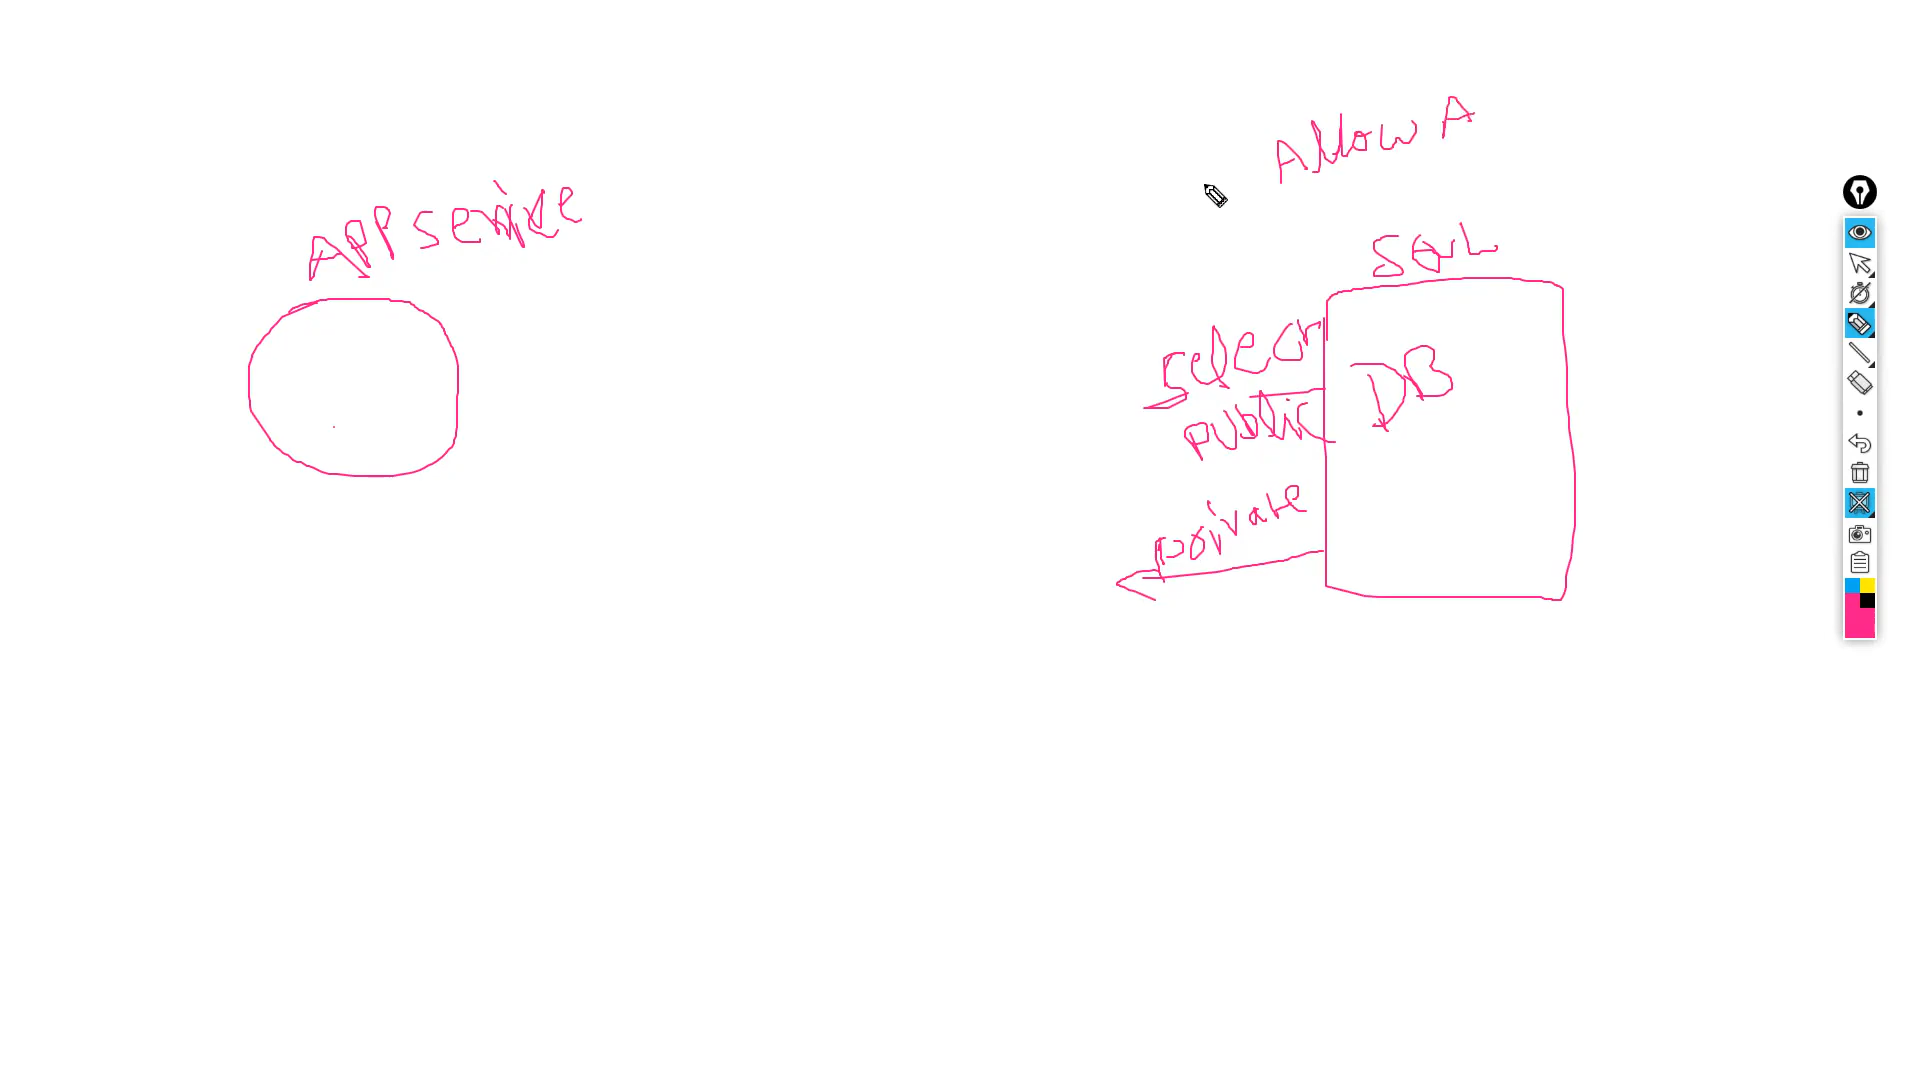 Allow A
APP service
SQL
select
DB
public
private